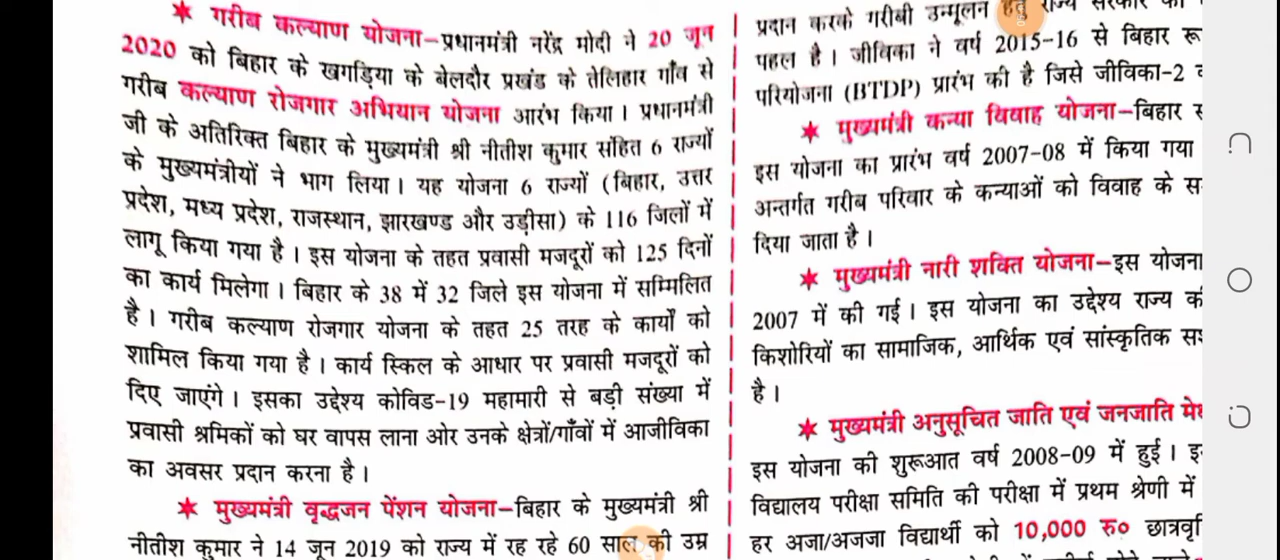 ★ गरीब कल्याण योजना–प्रधानमंत्री नरेंद्र मोदी ने 20 जून
2020 को बिहार के खगड़िया के बेलदौर प्रखंड के तेलिहार गाँव से
गरीब कल्याण रोजगार अभियान योजना आरंभ किया। प्रधानमंत्री
जी के अतिरिक्त बिहार के मुख्यमंत्री श्री नीतीश कुमार सहित 6 राज्यों
के मुख्यमंत्रीयों ने भाग लिया। यह योजना 6 राज्यों (बिहार, उत्तर
प्रदेश, मध्य प्रदेश, राजस्थान, झारखण्ड और उड़ीसा) के 116 जिलों में
लागू किया गया है। इस योजना के तहत प्रवासी मजदूरों को 125 दिनों
का कार्य मिलेगा। बिहार के 38 में 32 जिले इस योजना में सम्मिलित
है। गरीब कल्याण रोजगार योजना के तहत 25 तरह के कार्यों को
शामिल किया गया है। कार्य स्किल के आधार पर प्रवासी मजदूरों को
दिए जाएंगे। इसका उद्देश्य कोविड-19 महामारी से बड़ी संख्या में
प्रवासी श्रमिकों को घर वापस लाना ओर उनके क्षेत्रों/गाँवों में आजीविका
का अवसर प्रदान करना है।
★ मुख्यमंत्री वृद्धजन पेंशन योजना–बिहार के मुख्यमंत्री श्री
नीतीश कुमार ने 14 जून 2019 को राज्य में रह रहे 60 साल की उम्र
प्रदान करके गरीबी उन्मूलन हेतु राज्य सरकार की
पहल है। जीविका ने वर्ष 2015-16 से बिहार रू
परियोजना (BTDP) प्रारंभ की है जिसे जीविका-2
★ मुख्यमंत्री कन्या विवाह योजना–बिहार
इस योजना का प्रारंभ वर्ष 2007-08 में किया गया
अन्तर्गत गरीब परिवार के कन्याओं को विवाह के
दिया जाता है।
★ मुख्यमंत्री नारी शक्ति योजना–इस योजना
2007 में की गई। इस योजना का उद्देश्य राज्य
किशोरियों का सामाजिक, आर्थिक एवं सांस्कृतिक
है।
★ मुख्यमंत्री अनुसूचित जाति एवं जनजाति
इस योजना की शुरूआत वर्ष 2008-09 में हुई।
विद्यालय परीक्षा समिति की परीक्षा में प्रथम श्रेणी में
हर अजा/अजजा विद्यार्थी को 10,000 रु०